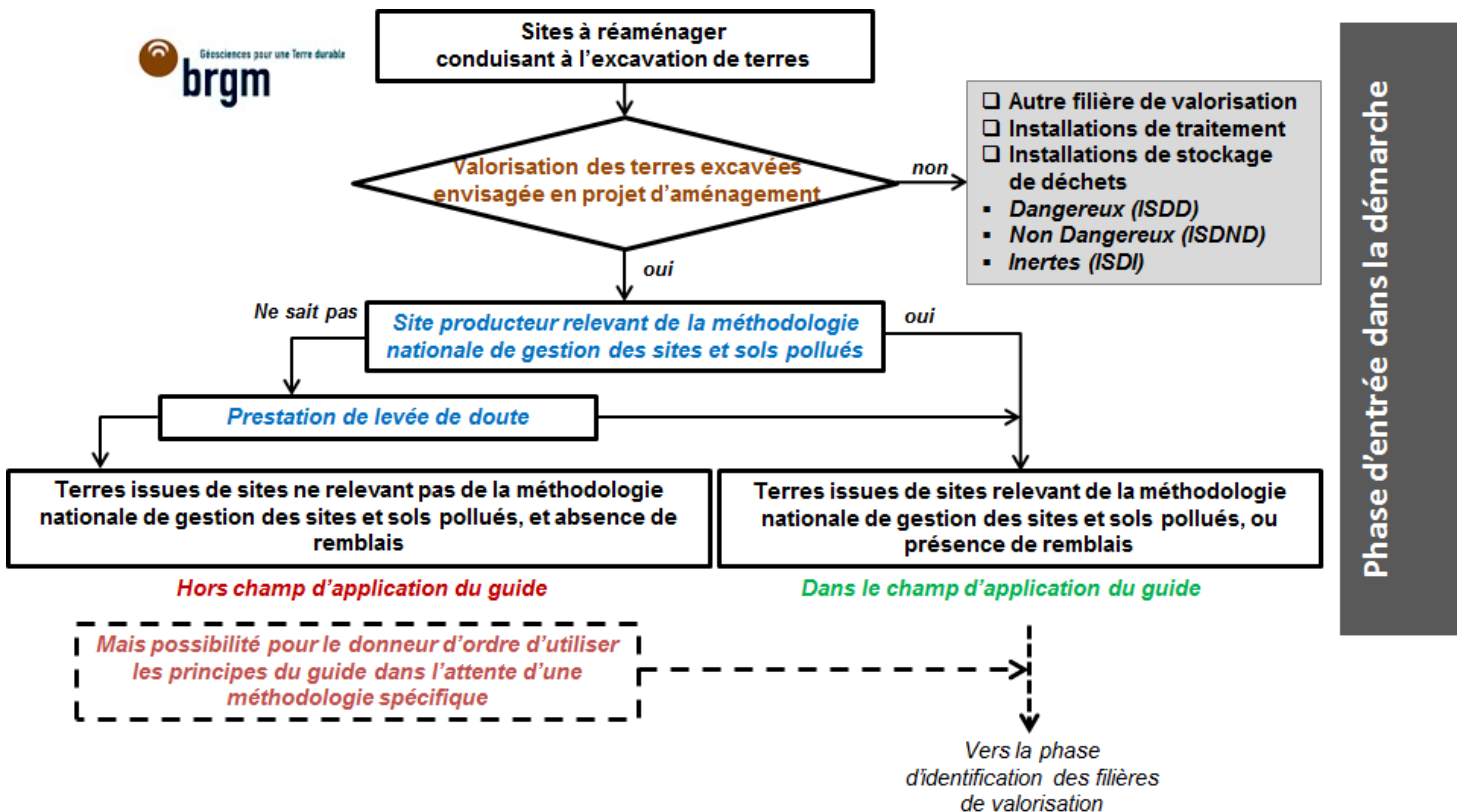 Géosciences pour une Terre durable
brgm
Sites à réaménager
conduisant à l'excavation de terres
Valorisation des terres excavées
envisagée en projet d'aménagement
non
❑ Autre filière de valorisation
❑ Installations de traitement
❑ Installations de stockage
de déchets
▪ Dangereux (ISDD)
▪ Non Dangereux (ISDND)
▪ Inertes (ISDI)
oui
Ne sait pas
Site producteur relevant de la méthodologie
nationale de gestion des sites et sols pollués
oui
Prestation de levée de doute
Terres issues de sites ne relevant pas de la méthodologie
nationale de gestion des sites et sols pollués, et absence de
remblais
Terres issues de sites relevant de la méthodologie
nationale de gestion des sites et sols pollués, ou
présence de remblais
Hors champ d'application du guide
Dans le champ d'application du guide
Mais possibilité pour le donneur d'ordre d'utiliser
les principes du guide dans l'attente d'une
méthodologie spécifique
Vers la phase
d'identification des filières
de valorisation
Phase d'entrée dans la démarche